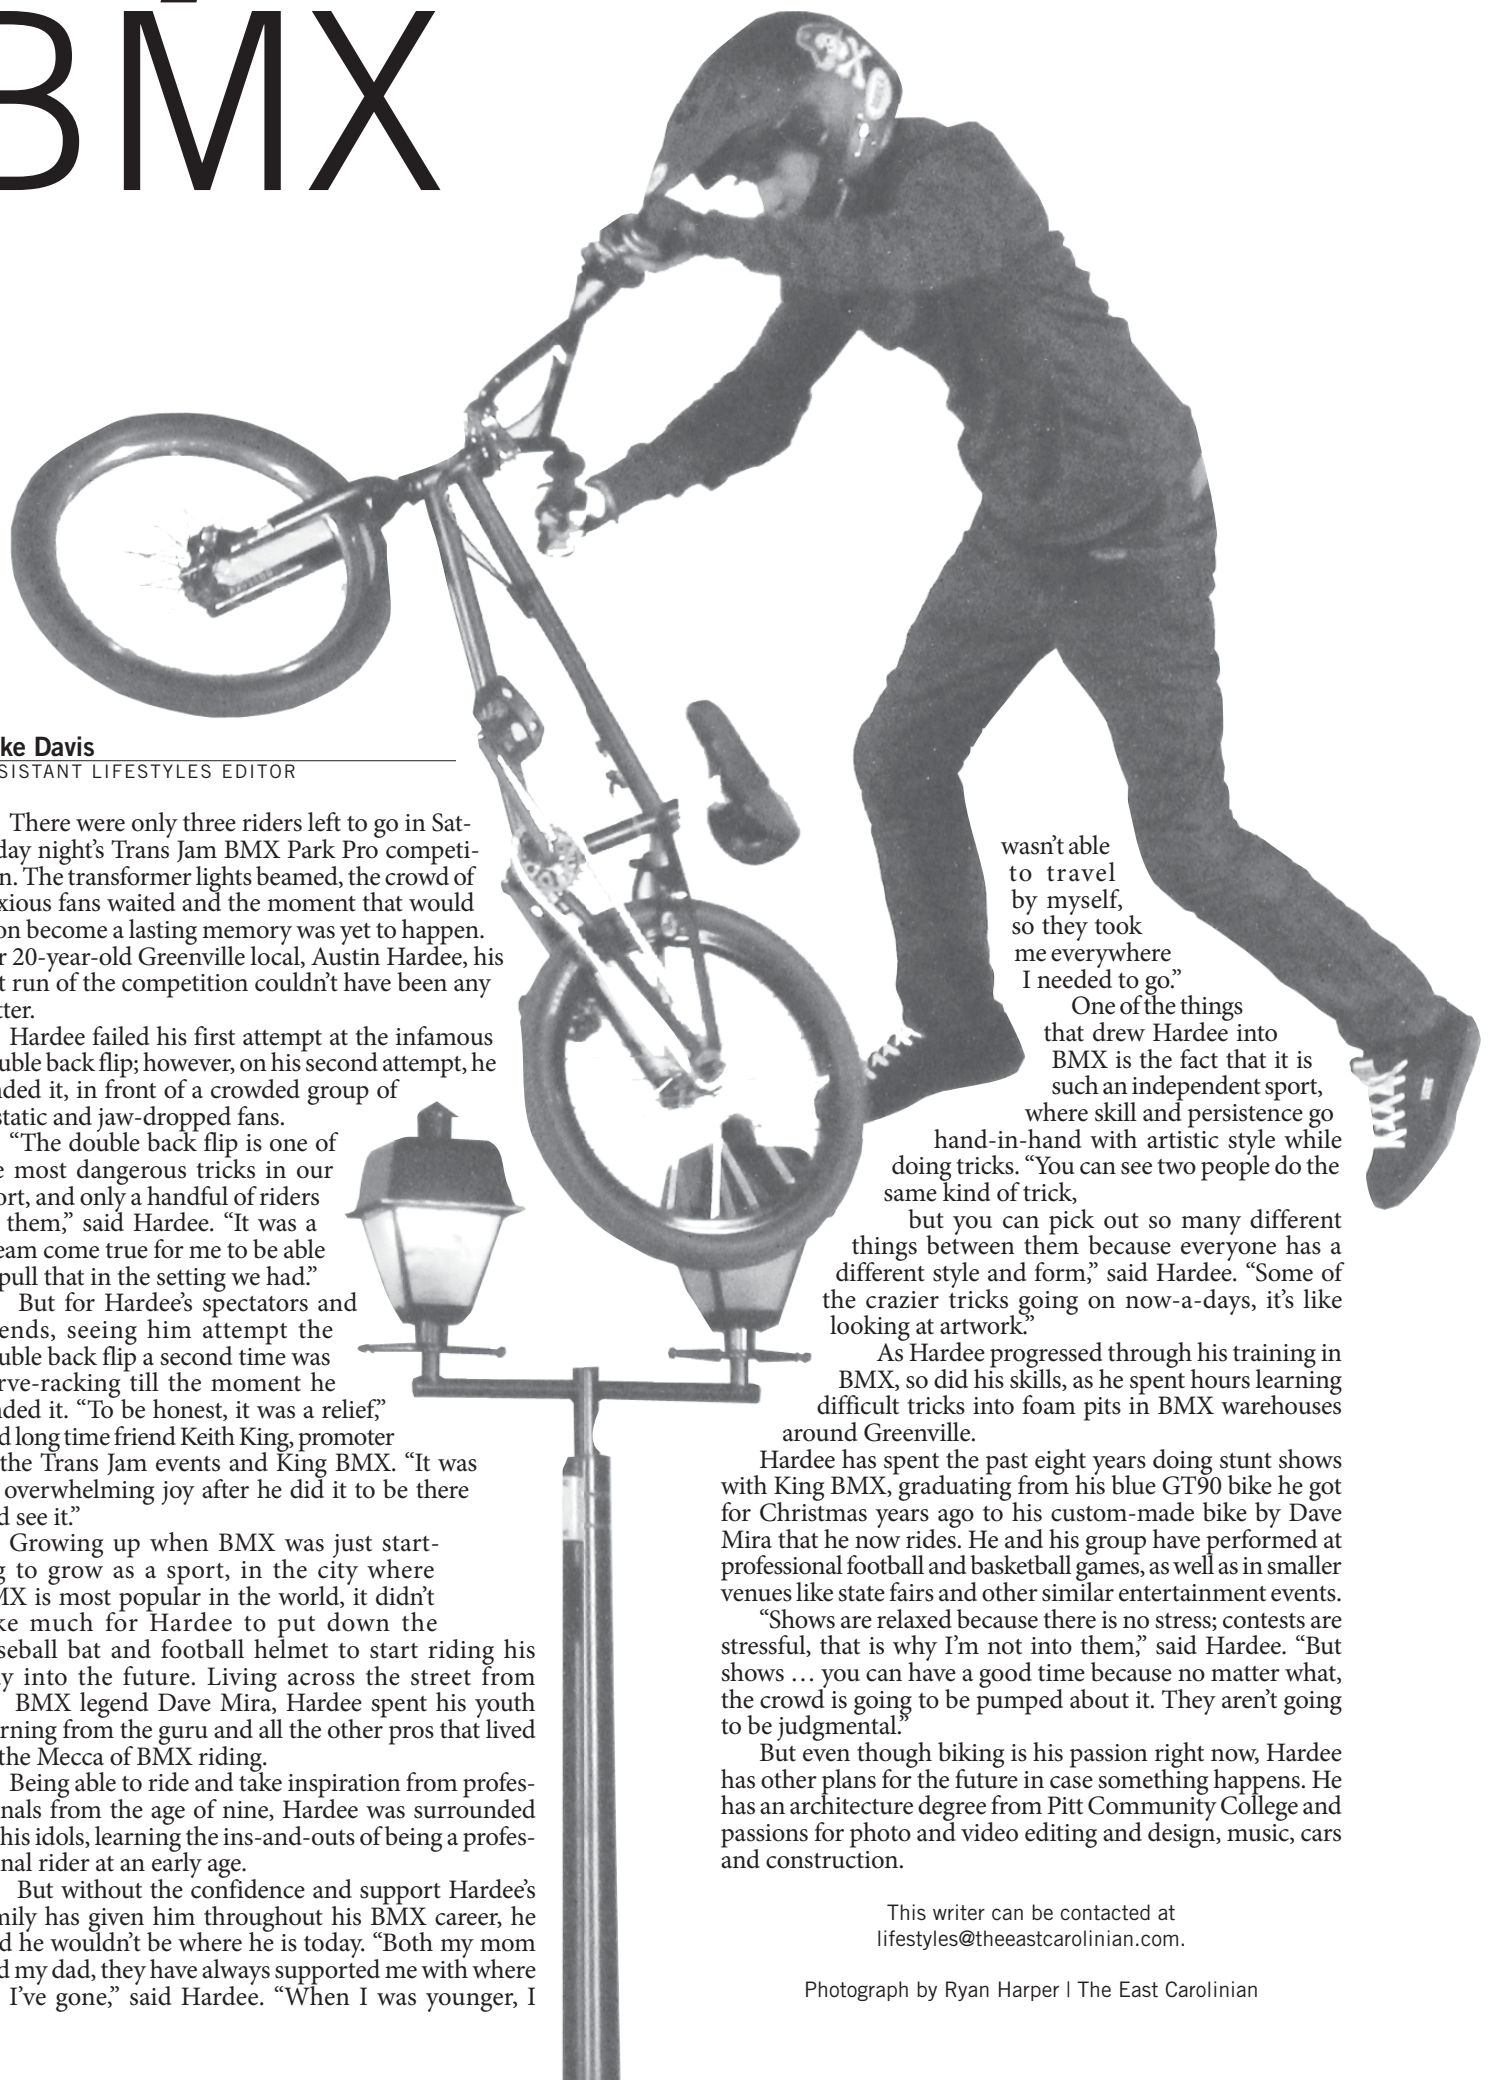 BMX
ke Davis
SISTANT LIFESTYLES EDITOR
There were only three riders left to go in Sat-
day night’s Trans Jam BMX Park Pro competi-
n. The transformer lights beamed, the crowd of
xious fans waited and the moment that would
on become a lasting memory was yet to happen.
r 20-year-old Greenville local, Austin Hardee, his
t run of the competition couldn’t have been any
tter.
Hardee failed his first attempt at the infamous
uble back flip; however, on his second attempt, he
nded it, in front of a crowded group of
static and jaw-dropped fans.
“The double back flip is one of
e most dangerous tricks in our
ort, and only a handful of riders
them,” said Hardee. “It was a
eam come true for me to be able
pull that in the setting we had.”
But for Hardee’s spectators and
ends, seeing him attempt the
uble back flip a second time was
rve-racking till the moment he
nded it. “To be honest, it was a relief,”
d long time friend Keith King, promoter
the Trans Jam events and King BMX. “It was
overwhelming joy after he did it to be there
d see it.”
Growing up when BMX was just start-
g to grow as a sport, in the city where
MX is most popular in the world, it didn’t
ke much for Hardee to put down the
seball bat and football helmet to start riding his
y into the future. Living across the street from
BMX legend Dave Mira, Hardee spent his youth
rning from the guru and all the other pros that lived
the Mecca of BMX riding.
Being able to ride and take inspiration from profes-
nals from the age of nine, Hardee was surrounded
his idols, learning the ins-and-outs of being a profes-
nal rider at an early age.
But without the confidence and support Hardee’s
mily has given him throughout his BMX career, he
d he wouldn’t be where he is today. “Both my mom
d my dad, they have always supported me with where
I’ve gone,” said Hardee. “When I was younger, I
wasn’t able
to travel
by myself,
so they took
me everywhere
I needed to go.”
One of the things
that drew Hardee into
BMX is the fact that it is
such an independent sport,
where skill and persistence go
hand-in-hand with artistic style while
doing tricks. “You can see two people do the
same kind of trick,
but you can pick out so many different
things between them because everyone has a
different style and form,” said Hardee. “Some of
the crazier tricks going on now-a-days, it’s like
looking at artwork.”
As Hardee progressed through his training in
BMX, so did his skills, as he spent hours learning
difficult tricks into foam pits in BMX warehouses
around Greenville.
Hardee has spent the past eight years doing stunt shows
with King BMX, graduating from his blue GT90 bike he got
for Christmas years ago to his custom-made bike by Dave
Mira that he now rides. He and his group have performed at
professional football and basketball games, as well as in smaller
venues like state fairs and other similar entertainment events.
“Shows are relaxed because there is no stress; contests are
stressful, that is why I’m not into them,” said Hardee. “But
shows … you can have a good time because no matter what,
the crowd is going to be pumped about it. They aren’t going
to be judgmental.”
But even though biking is his passion right now, Hardee
has other plans for the future in case something happens. He
has an architecture degree from Pitt Community College and
passions for photo and video editing and design, music, cars
and construction.
This writer can be contacted at
lifestyles@theeastcarolinian.com.
Photograph by Ryan Harper | The East Carolinian